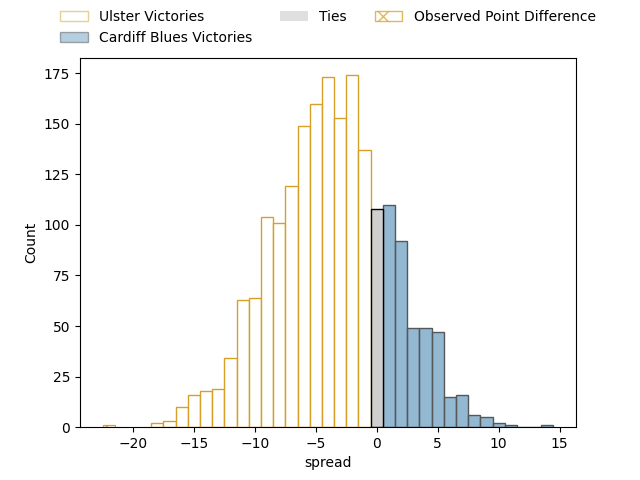 Ulster Victories
Cardiff Blues Victories
Ties
Observed Point Difference
175
150
125
100
75
50
25
0
Count
−20 −15 −10 −5 0 5 10 15
spread